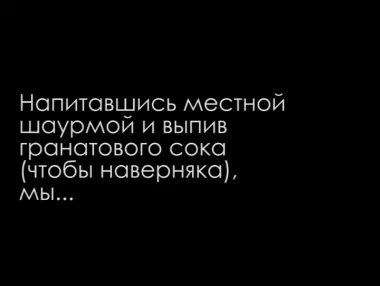 Напитавшись местной
шаурмой и выпив
гранатового сока
(чтобы наверняка),
мы...